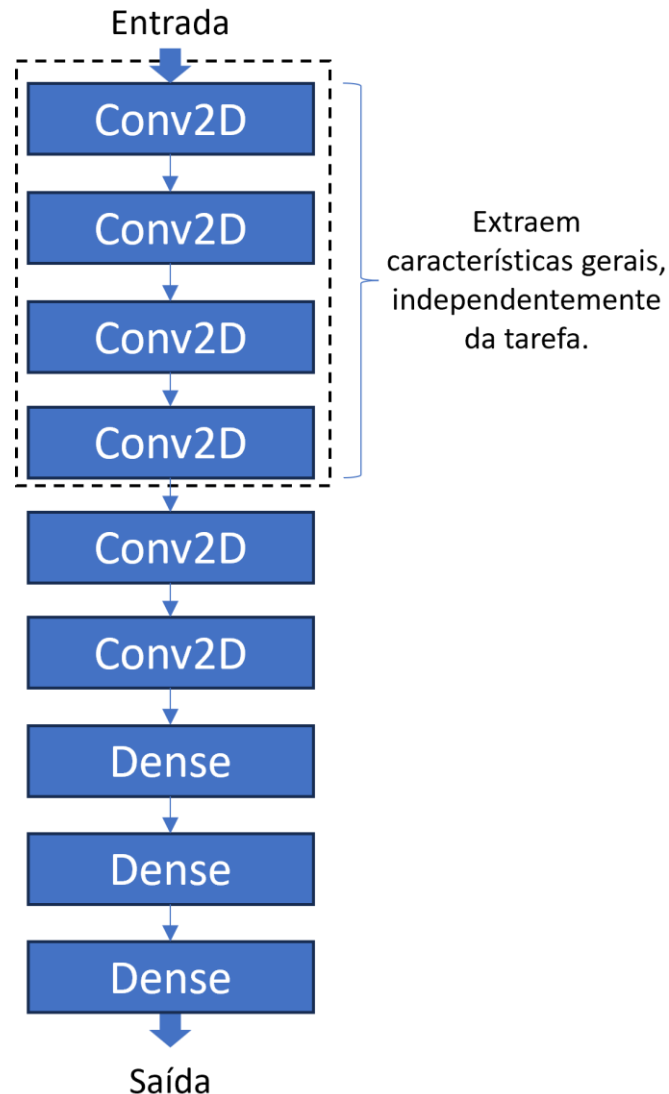 Entrada
Conv2D
Conv2D
Conv2D
Conv2D
Extraem
características gerais,
independentemente
da tarefa.
Conv2D
Conv2D
Dense
Dense
Dense
Saída